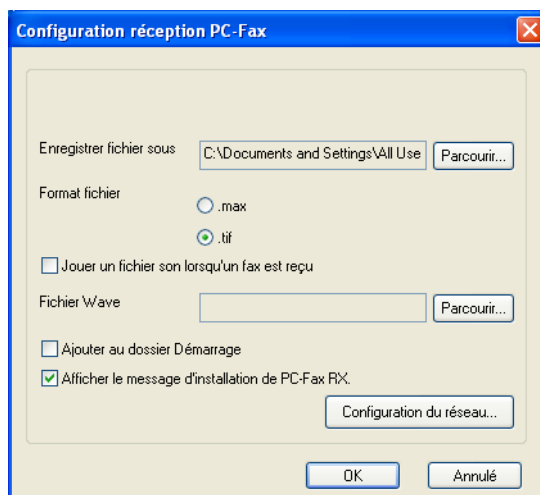 Configuration réception PC-Fax
Enregistrer fichier sous C:\Documents and Settings\All Use Parcourir...
Format fichier
.max
.tif
Jouer un fichier son lorsqu'un fax est reçu
Fichier Wave Parcourir...
Ajouter au dossier Démarrage
Afficher le message d'installation de PC-Fax RX.
Configuration du réseau...
OK Annulé